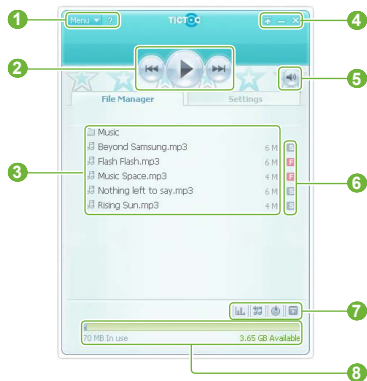 1
Menu ?
TICTOC
4
2
5
File Manager
Settings
3
Music
Beyond Samsung.mp3 6 M
Flash Flash.mp3 6 M F
Music Space.mp3 4 M F
Nothing left to say.mp3 6 M
Rising Sun.mp3 4 M
6
7
70 MB In use
3.65 GB Available
8